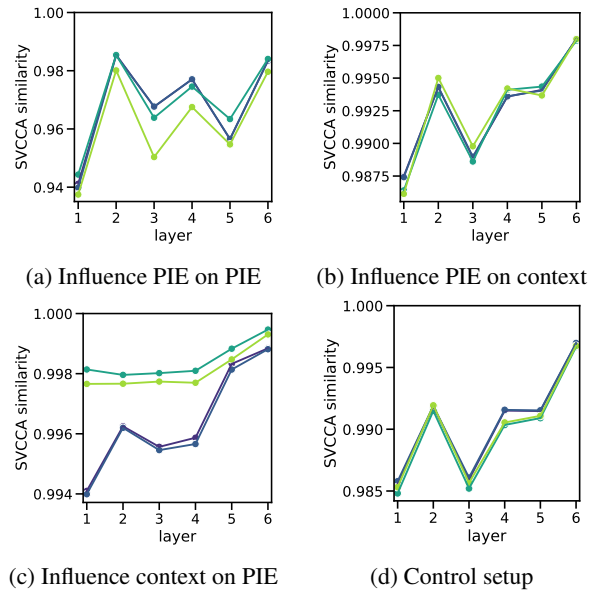 1.00
0.98
0.96
0.94
SVCCA similarity
1 2 3 4 5 6
layer
(a) Influence PIE on PIE
1.0000
0.9975
0.9950
0.9925
0.9900
0.9875
SVCCA similarity
1 2 3 4 5 6
layer
(b) Influence PIE on context
1.000
0.998
0.996
0.994
SVCCA similarity
1 2 3 4 5 6
layer
(c) Influence context on PIE
1.000
0.995
0.990
0.985
SVCCA similarity
1 2 3 4 5 6
layer
(d) Control setup